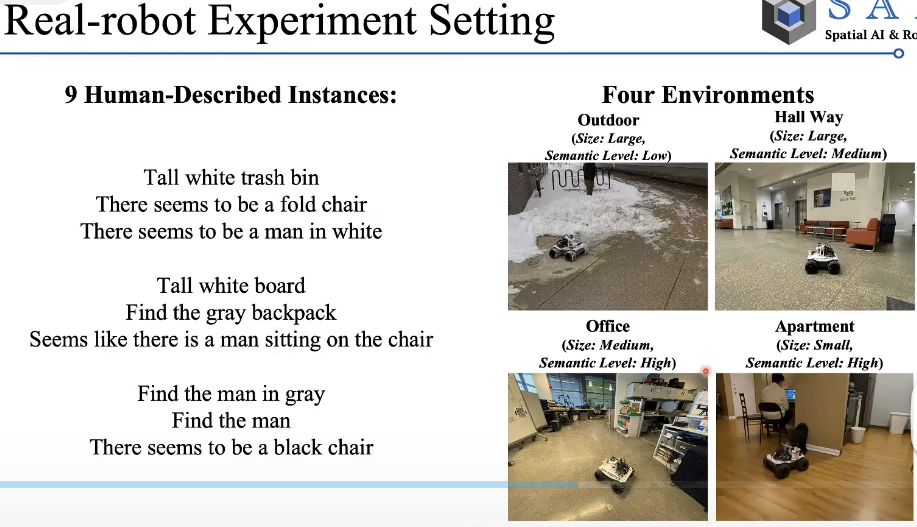 Real-robot Experiment Setting
Spatial AI & Ro
9 Human-Described Instances:
Tall white trash bin
There seems to be a fold chair
There seems to be a man in white
Tall white board
Find the gray backpack
Seems like there is a man sitting on the chair
Find the man in gray
Find the man
There seems to be a black chair
Four Environments
Outdoor
(Size: Large,
Semantic Level: Low)
Hall Way
(Size: Large,
Semantic Level: Medium)
Office
(Size: Medium,
Semantic Level: High)
Apartment
(Size: Small,
Semantic Level: High)